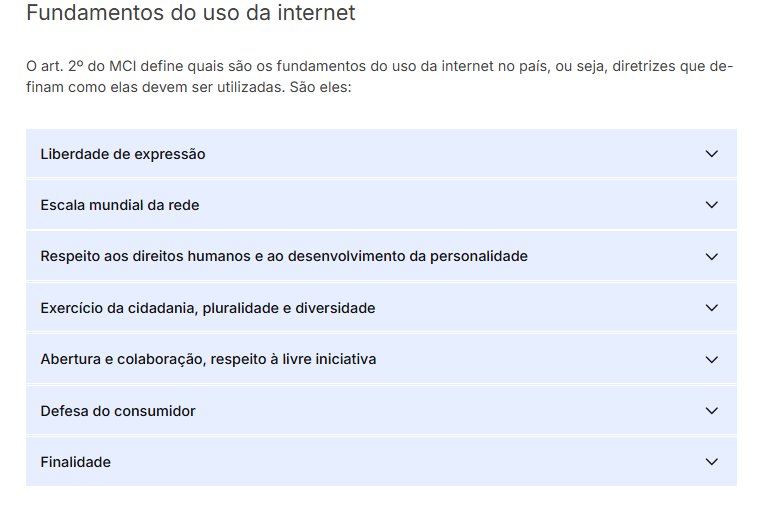 Fundamentos do uso da internet
O art. 2º do MCI define quais são os fundamentos do uso da internet no país, ou seja, diretrizes que de-
finam como elas devem ser utilizadas. São eles:
Liberdade de expressão
Escala mundial da rede
Respeito aos direitos humanos e ao desenvolvimento da personalidade
Exercício da cidadania, pluralidade e diversidade
Abertura e colaboração, respeito à livre iniciativa
Defesa do consumidor
Finalidade